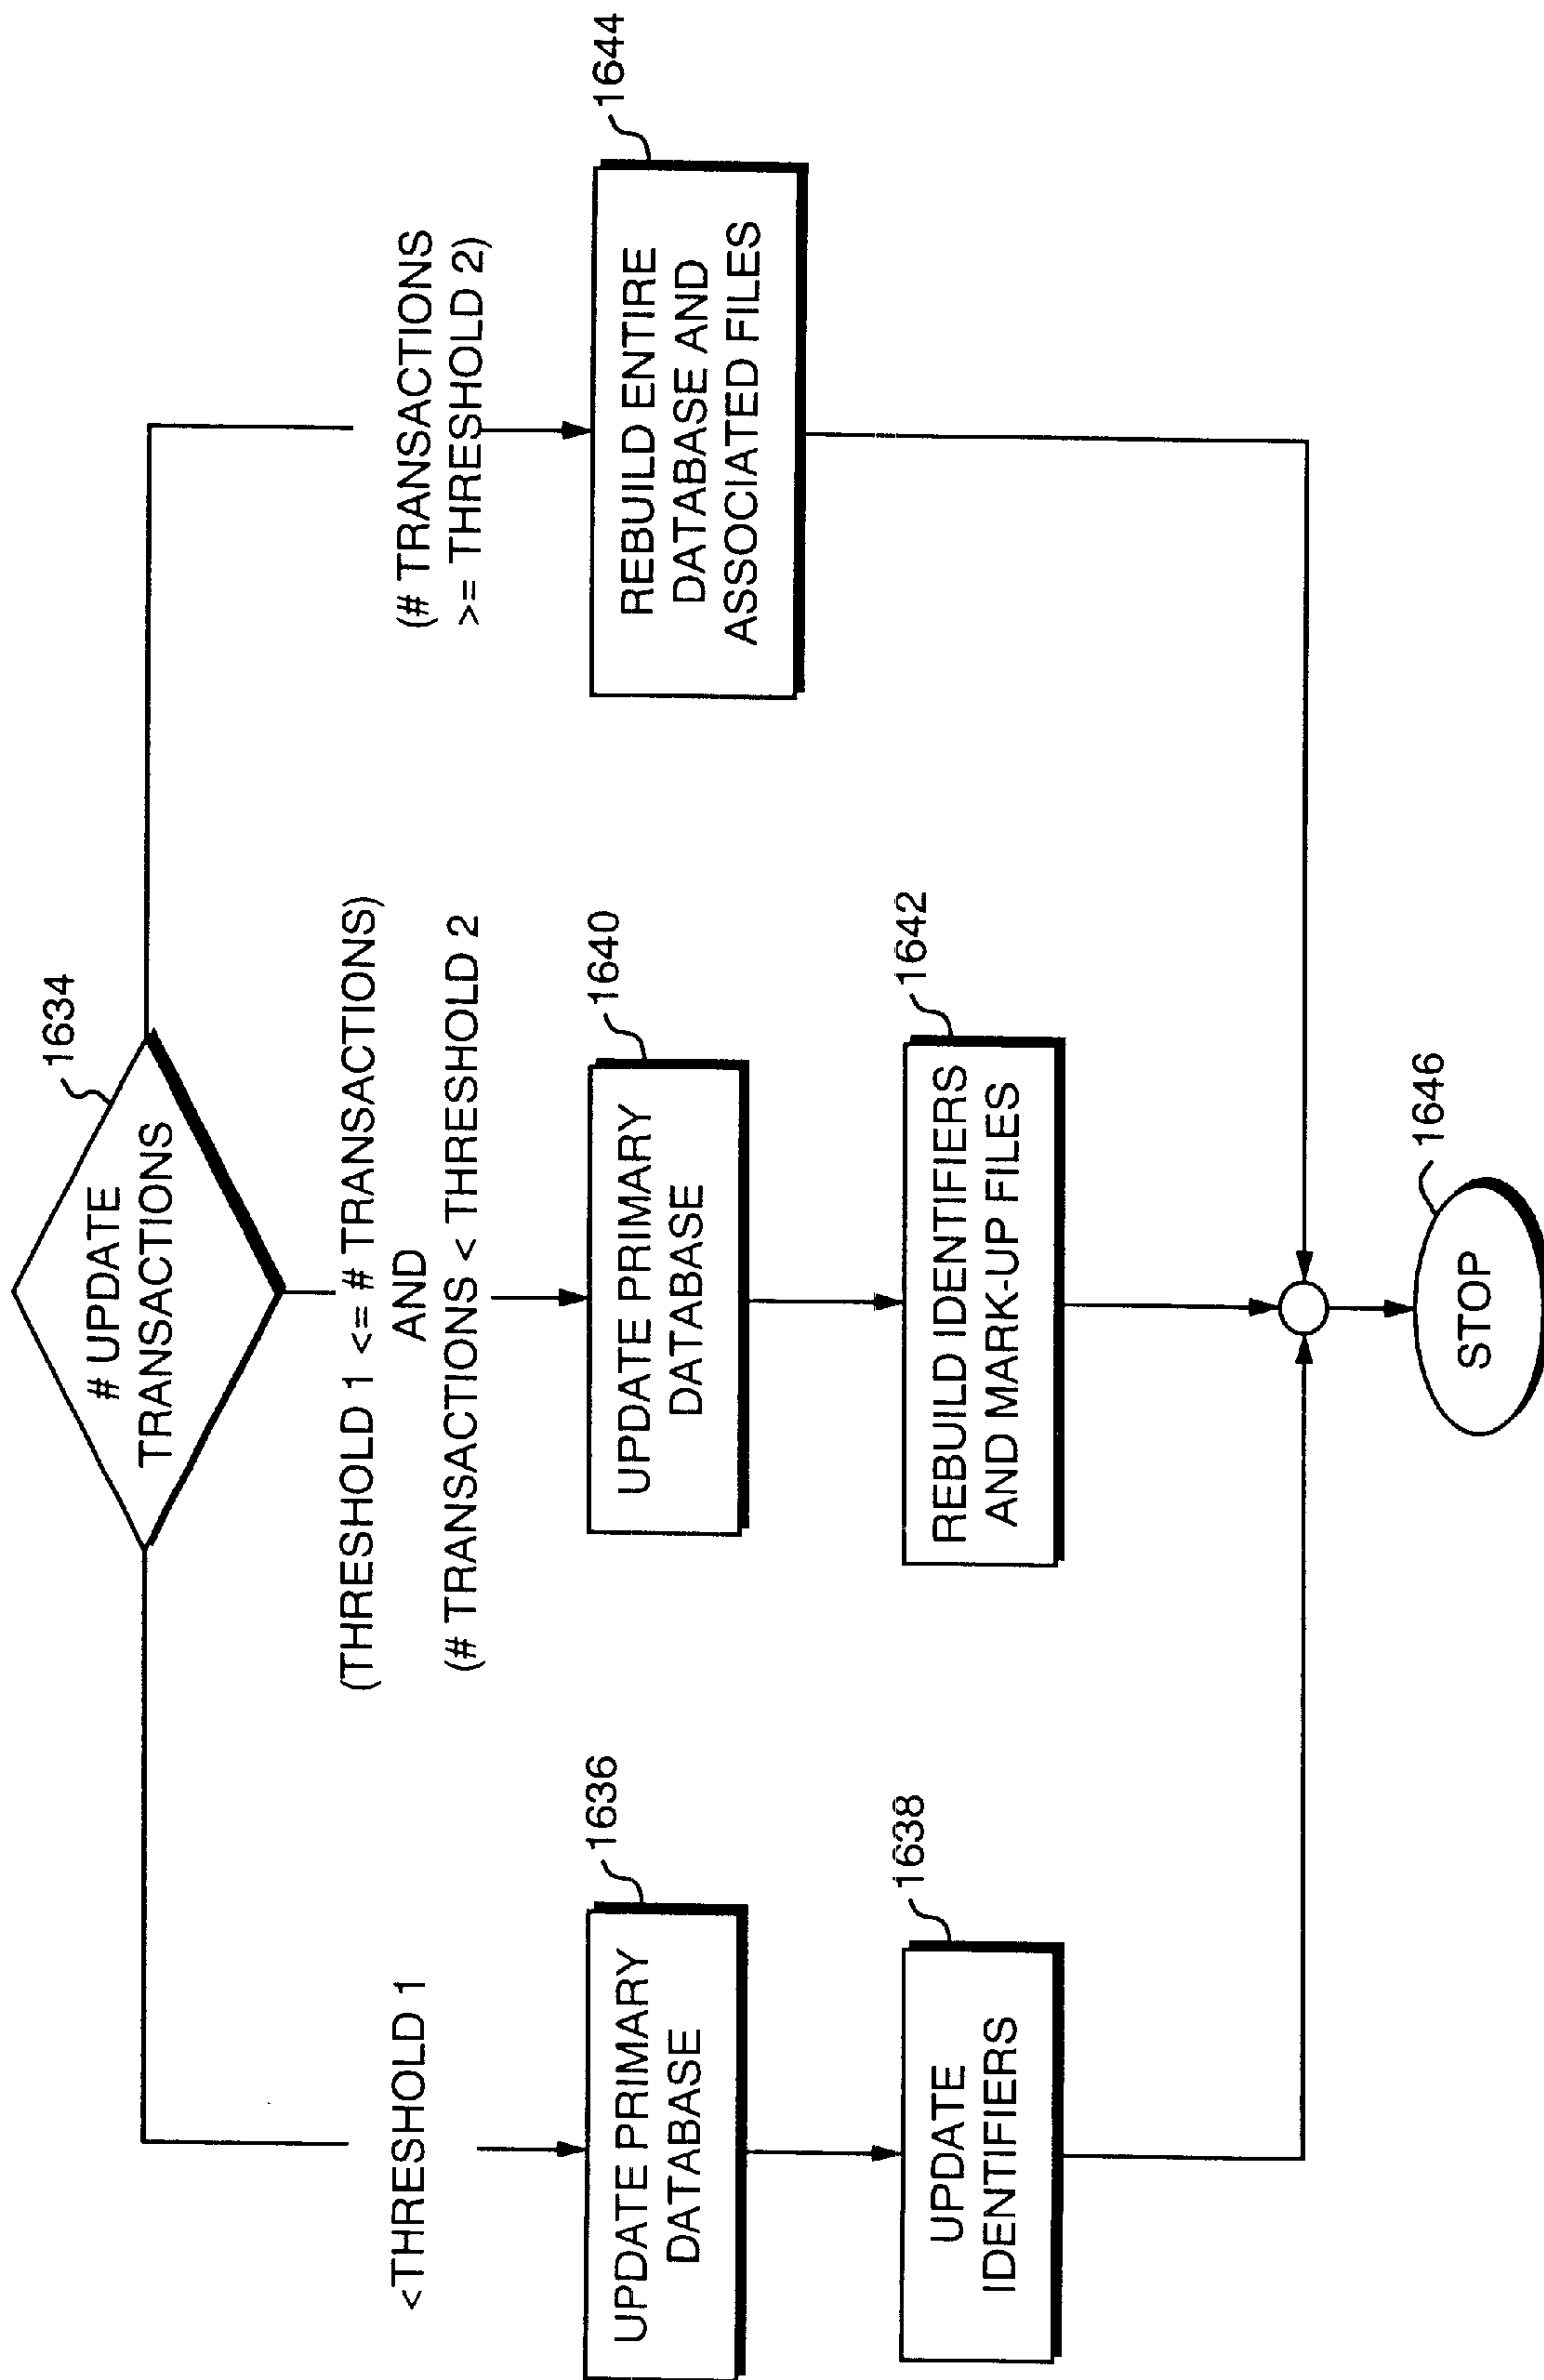 # UPDATE
TRANSACTIONS
1634
<THRESHOLD 1
(THRESHOLD 1 <= # TRANSACTIONS)
AND
(# TRANSACTIONS < THRESHOLD 2
(# TRANSACTIONS
>= THRESHOLD 2)
UPDATE PRIMARY
DATABASE
1636
UPDATE PRIMARY
DATABASE
1640
REBUILD ENTIRE
DATABASE AND
ASSOCIATED FILES
1644
UPDATE
IDENTIFIERS
1638
REBUILD IDENTIFIERS
AND MARK-UP FILES
1642
STOP
1646